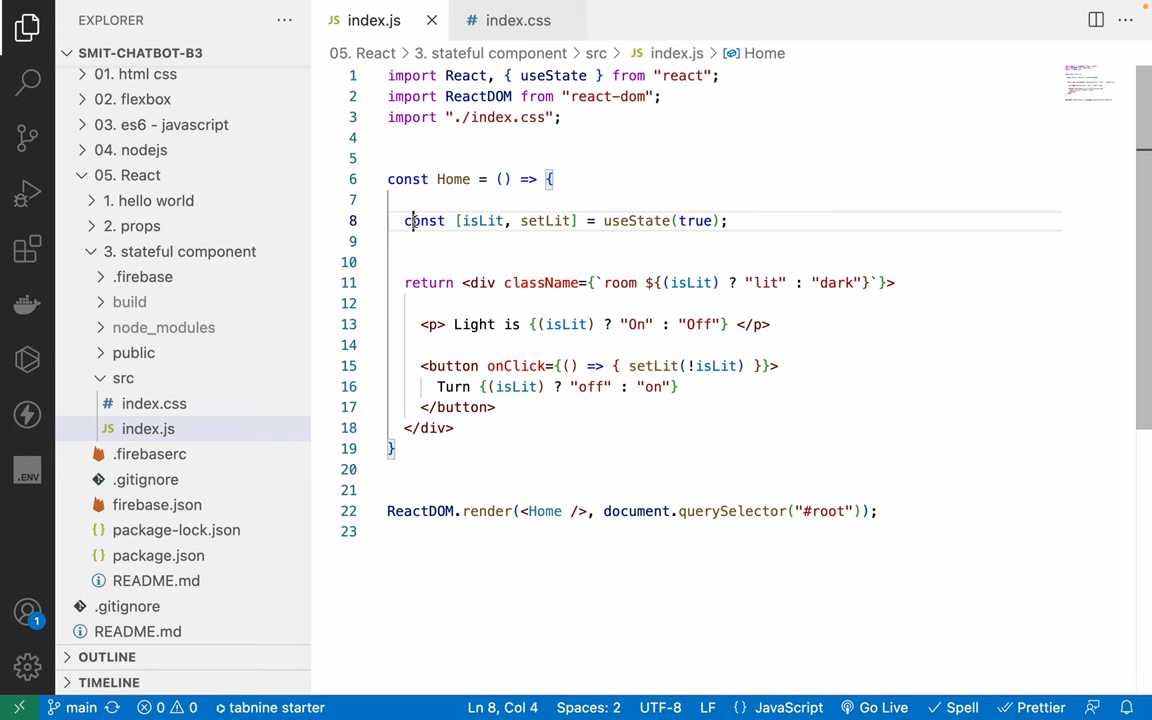 EXPLORER
SMIT-CHATBOT-B3
01. html css
02. flexbox
03. es6 - javascript
04. nodejs
05. React
1. hello world
2. props
3. stateful component
.firebase
build
node_modules
public
src
# index.css
JS index.js
.firebaserc
.gitignore
firebase.json
{} package-lock.json
{} package.json
README.md
.gitignore
README.md
OUTLINE
TIMELINE
.ENV
1
JS index.js
# index.css
05. React > 3. stateful component > src > JS index.js > Home
1 import React, { useState } from "react";
2 import ReactDOM from "react-dom";
3 import "./index.css";
4
5
6 const Home = () => {
7
8 const [isLit, setLit] = useState(true);
9
10
11 return <div className={`room ${(isLit) ? "lit" : "dark"}`}>
12
13 <p> Light is {(isLit) ? "On" : "Off"} </p>
14
15 <button onClick={() => { setLit(!isLit) }}>
16 Turn {(isLit) ? "off" : "on"}
17 </button>
18 </div>
19 }
20
21
22 ReactDOM.render(<Home />, document.querySelector("#root"));
23
main 0 0 tabnine starter Ln 8, Col 4 Spaces: 2 UTF-8 LF {} JavaScript Go Live Spell Prettier